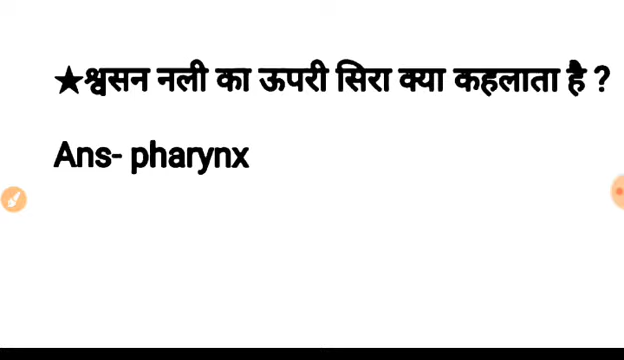 ★श्वसन नली का ऊपरी सिरा क्या कहलाता है ?
Ans- pharynx